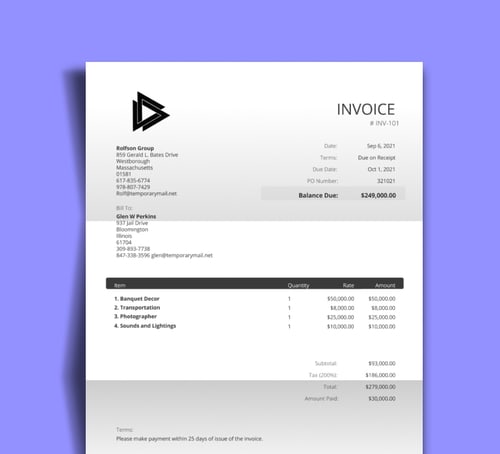 INVOICE
# INV-101
Rolfson Group
859 Gerald L. Bates Drive
Westborough
Massachusetts
01581
617-835-6774
978-807-7429
Rolf@temporarymail.net
Date: Sep 6, 2021
Terms: Due on Receipt
Due Date: Oct 1, 2021
PO Number: 321021
Balance Due: $249,000.00
Bill To:
Glen W Perkins
937 Jail Drive
Bloomington
Illinois
61704
309-893-7738
847-338-3596 glen@temporarymail.net
Item Quantity Rate Amount
1. Banquet Decor 1 $50,000.00 $50,000.00
2. Transportation 1 $8,000.00 $8,000.00
3. Photographer 1 $25,000.00 $25,000.00
4. Sounds and Lightings 1 $10,000.00 $10,000.00
Subtotal: $93,000.00
Tax (200%): $186,000.00
Total: $279,000.00
Amount Paid: $30,000.00
Terms:
Please make payment within 25 days of issue of the invoice.